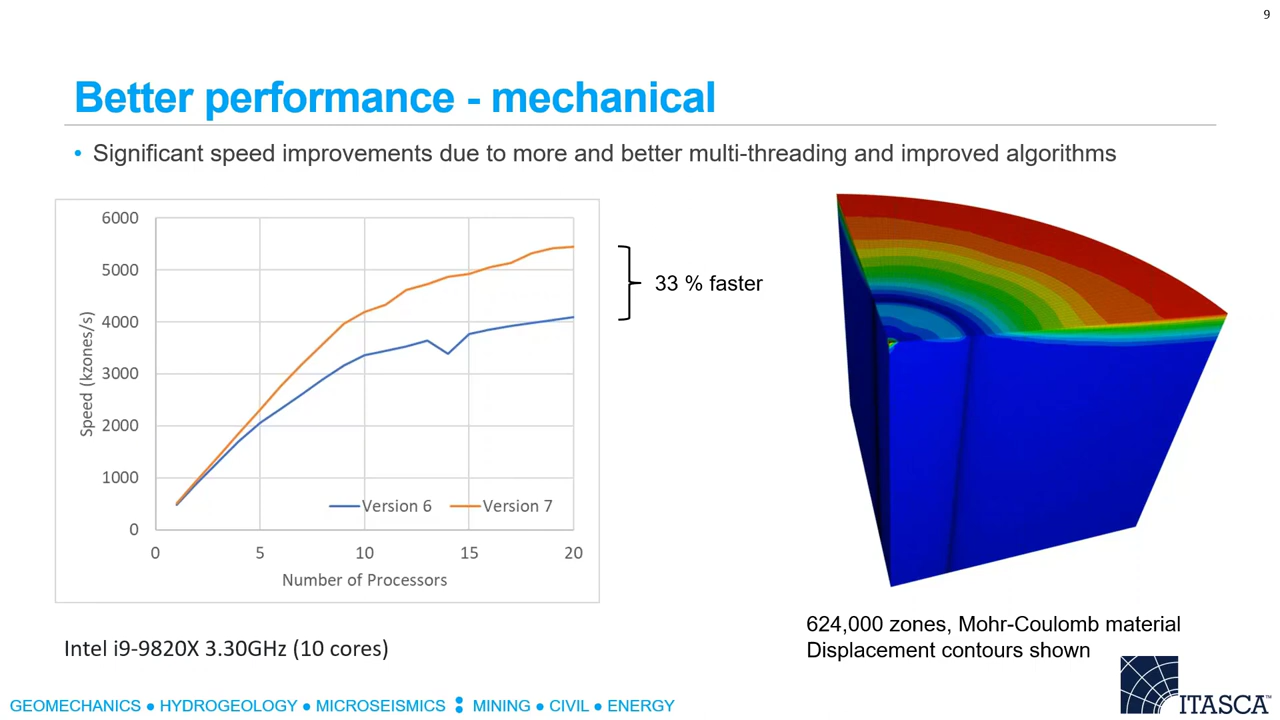 9
Better performance - mechanical
• Significant speed improvements due to more and better multi-threading and improved algorithms
6000
5000
4000
3000
2000
1000
0
Speed (kzones/s)
Version 6
Version 7
0 5 10 15 20
Number of Processors
33 % faster
Intel i9-9820X 3.30GHz (10 cores)
624,000 zones, Mohr-Coulomb material
Displacement contours shown
GEOMECHANICS ● HYDROGEOLOGY ● MICROSEISMICS MINING ● CIVIL ● ENERGY
ITASCA™